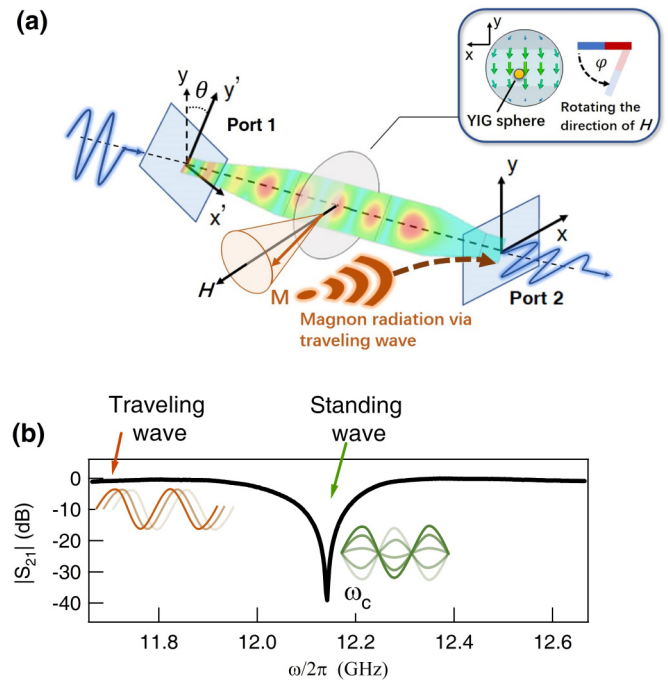 (a)
y
x
YIG sphere
φ
Rotating the
direction of H
y
θ
y'
Port 1
x'
y
x
H
M
Port 2
Magnon radiation via
traveling wave
(b)
Traveling
wave
Standing
wave
|S21| (dB)
0
-10
-20
-30
-40
ωc
11.8
12.0
12.2
12.4
12.6
ω/2π (GHz)